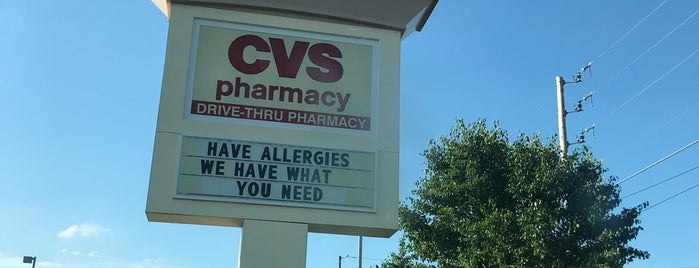 CVS
pharmacy
DRIVE-THRU PHARMACY
HAVE ALLERGIES
WE HAVE WHAT
YOU NEED